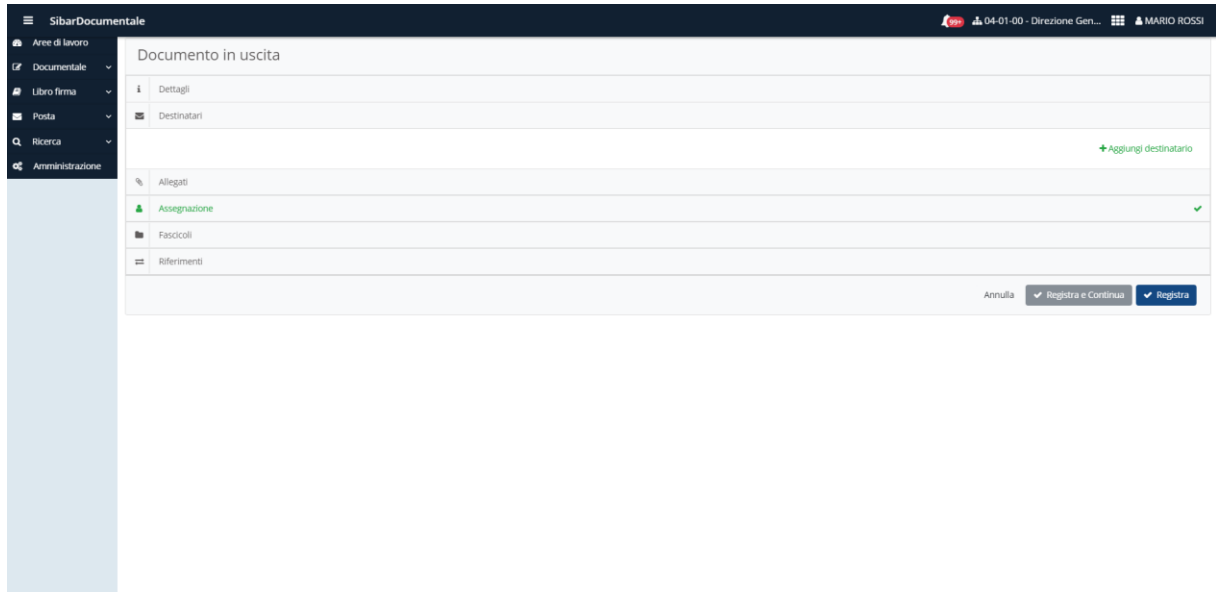 SibarDocumentale
99+ 04-01-00 - Direzione Gen... MARIO ROSSI
Aree di lavoro
Documentale
Libro firma
Posta
Ricerca
Amministrazione
Documento in uscita
Dettagli
Destinatari
+ Aggiungi destinatario
Allegati
Assegnazione
Fascicoli
Riferimenti
Annulla Registra e Continua Registra